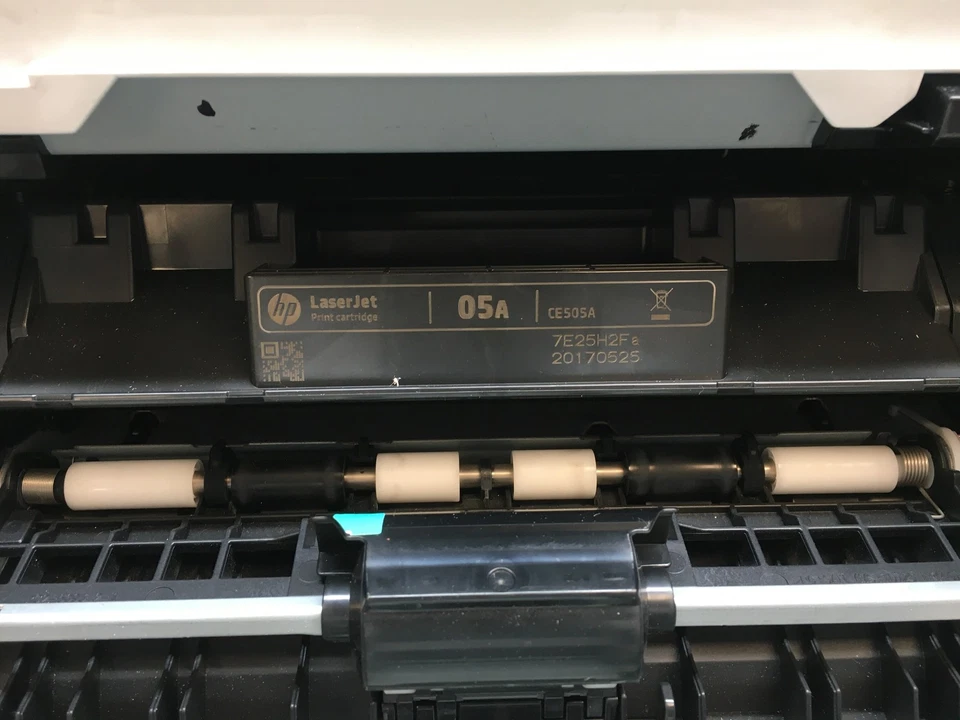 hp LaserJet 05A CE505A
Print cartridge
7E25H2Fa
20170525